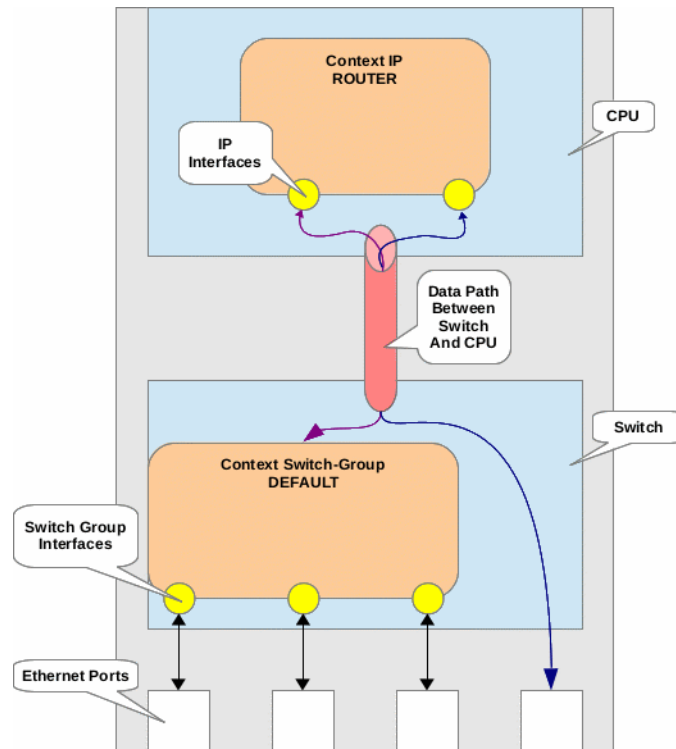 Context IP
ROUTER
CPU
IP
Interfaces
Data Path
Between
Switch
And CPU
Switch
Context Switch-Group
DEFAULT
Switch Group
Interfaces
Ethernet Ports